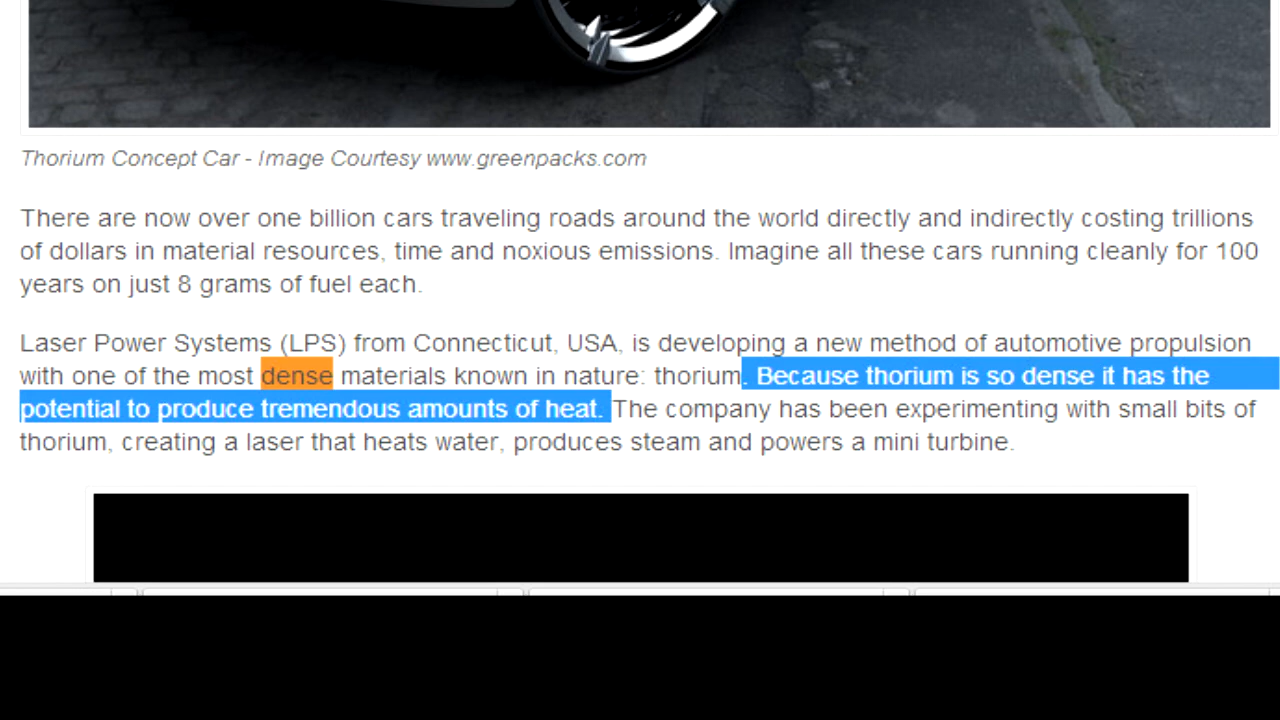 Thorium Concept Car - Image Courtesy www.greenpacks.com
There are now over one billion cars traveling roads around the world directly and indirectly costing trillions
of dollars in material resources, time and noxious emissions. Imagine all these cars running cleanly for 100
years on just 8 grams of fuel each.
Laser Power Systems (LPS) from Connecticut, USA, is developing a new method of automotive propulsion
with one of the most dense materials known in nature: thorium. Because thorium is so dense it has the
potential to produce tremendous amounts of heat. The company has been experimenting with small bits of
thorium, creating a laser that heats water, produces steam and powers a mini turbine.